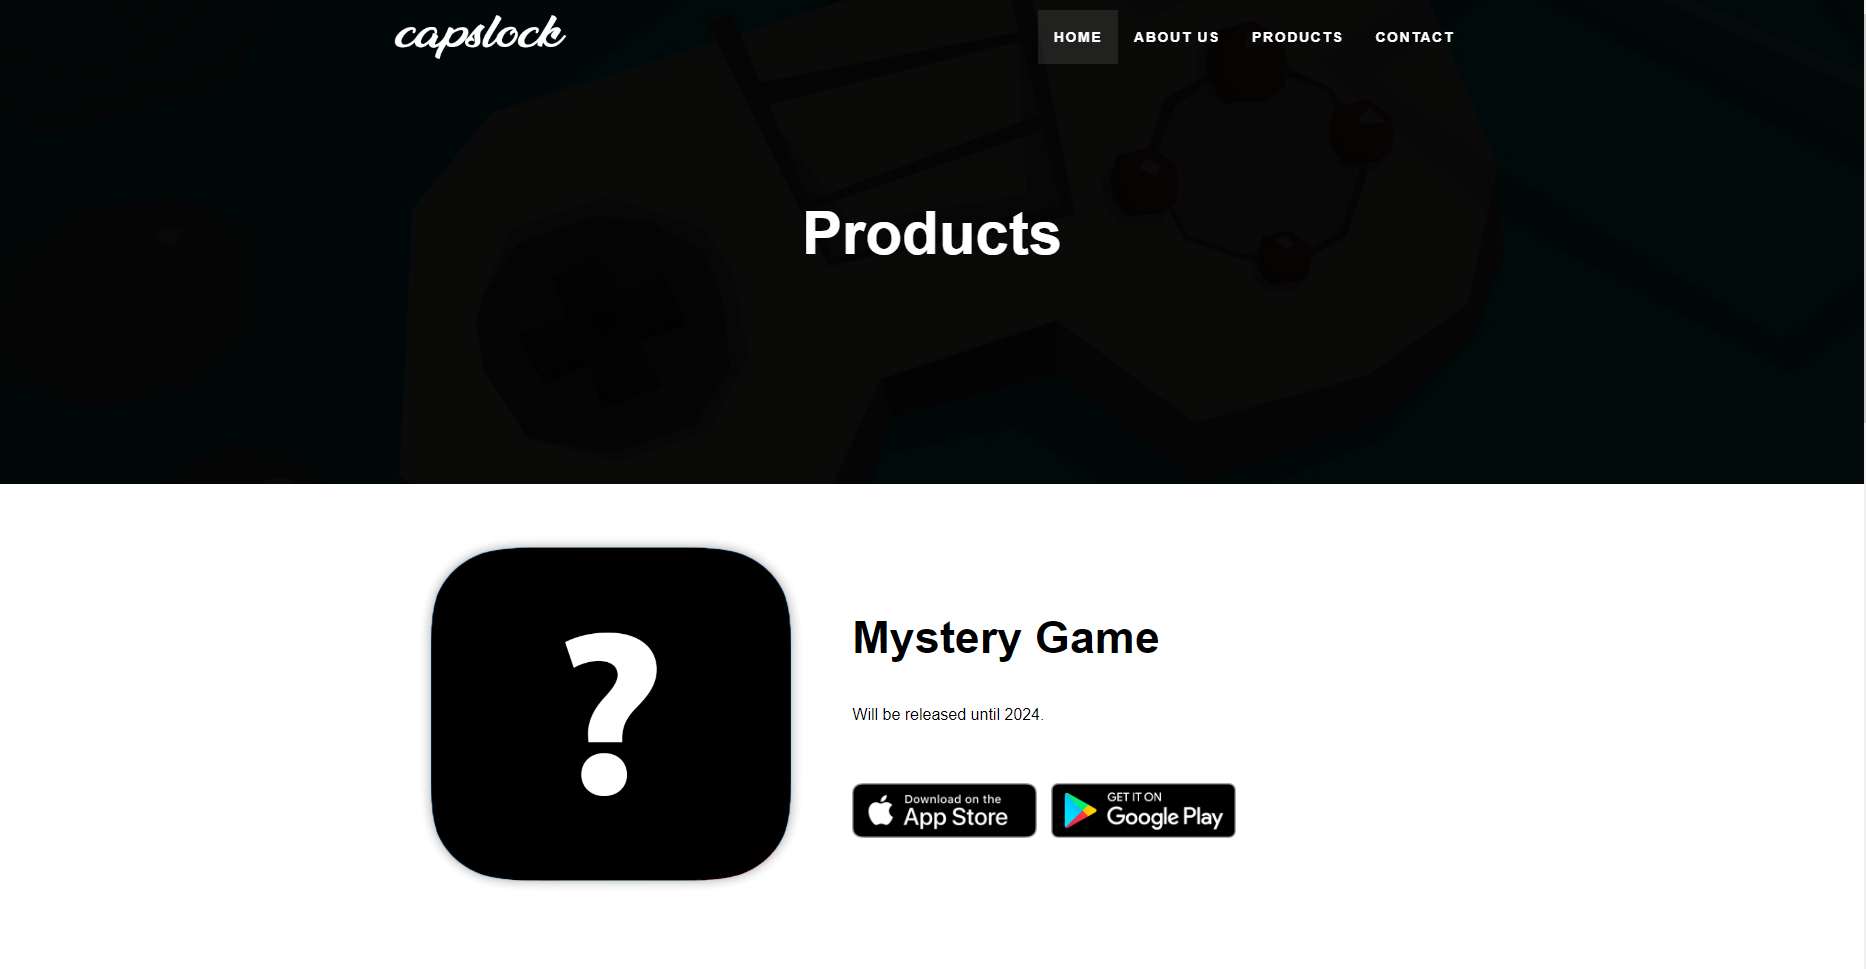 capslock
HOME ABOUT US PRODUCTS CONTACT
Products
?
Mystery Game
Will be released until 2024.
Download on the
App Store
GET IT ON
Google Play